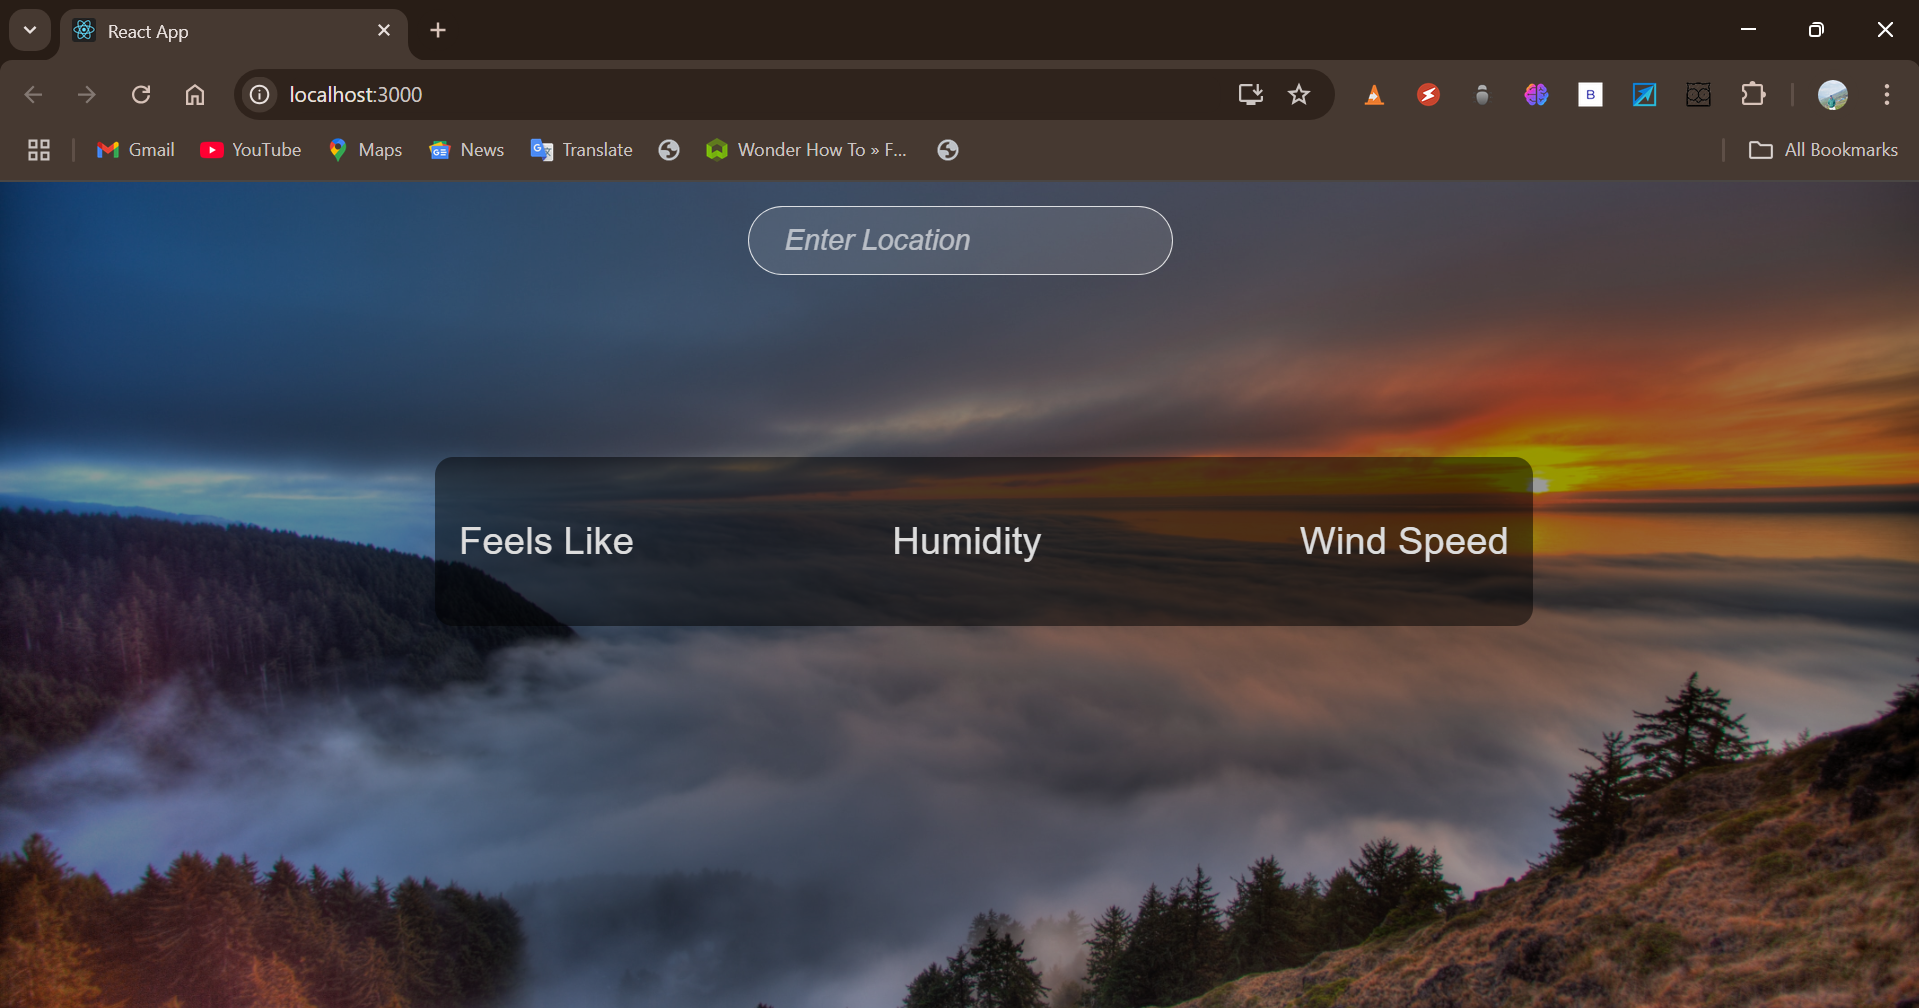 React App
localhost:3000
Gmail YouTube Maps News Translate Wonder How To » F... All Bookmarks
Enter Location
Feels Like Humidity Wind Speed